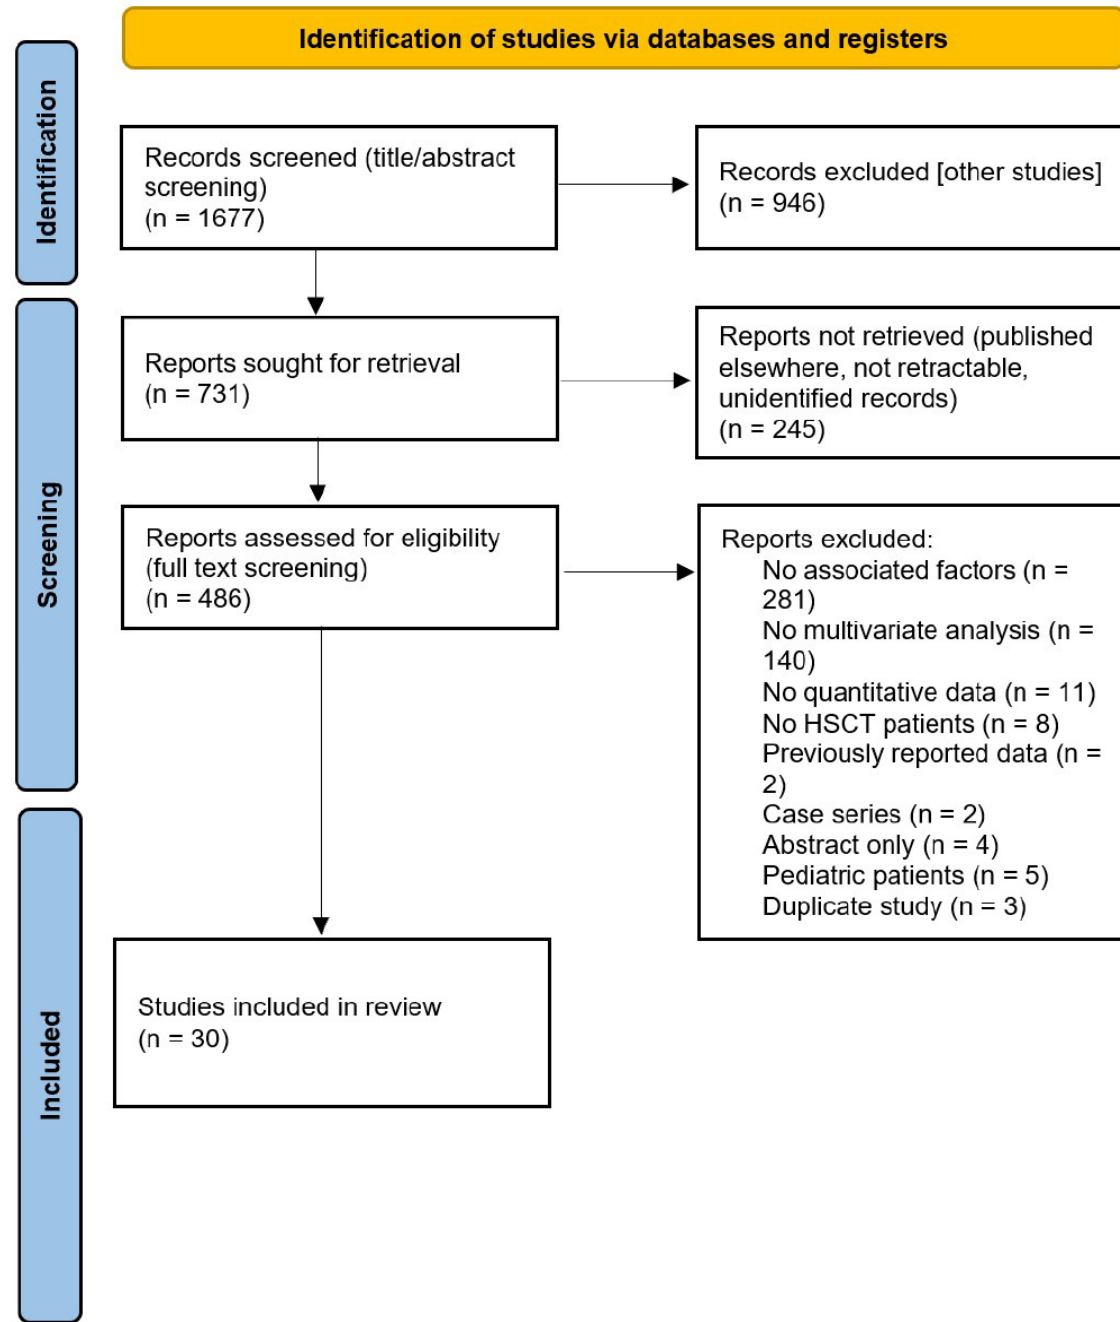 Identification of studies via databases and registers
Identification
Records screened (title/abstract
screening)
(n = 1677)
Records excluded [other studies]
(n = 946)
Screening
Reports sought for retrieval
(n = 731)
Reports not retrieved (published
elsewhere, not retractable,
unidentified records)
(n = 245)
Reports assessed for eligibility
(full text screening)
(n = 486)
Reports excluded:
No associated factors (n =
281)
No multivariate analysis (n =
140)
No quantitative data (n = 11)
No HSCT patients (n = 8)
Previously reported data (n =
2)
Case series (n = 2)
Abstract only (n = 4)
Pediatric patients (n = 5)
Duplicate study (n = 3)
Included
Studies included in review
(n = 30)